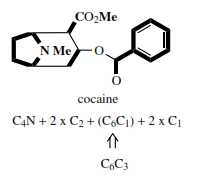 CO₂Me
N Me
O
O
cocaine
C₄N + 2 x C₂ + (C₆C₁) + 2 x C₁
⇑
C₆C₃